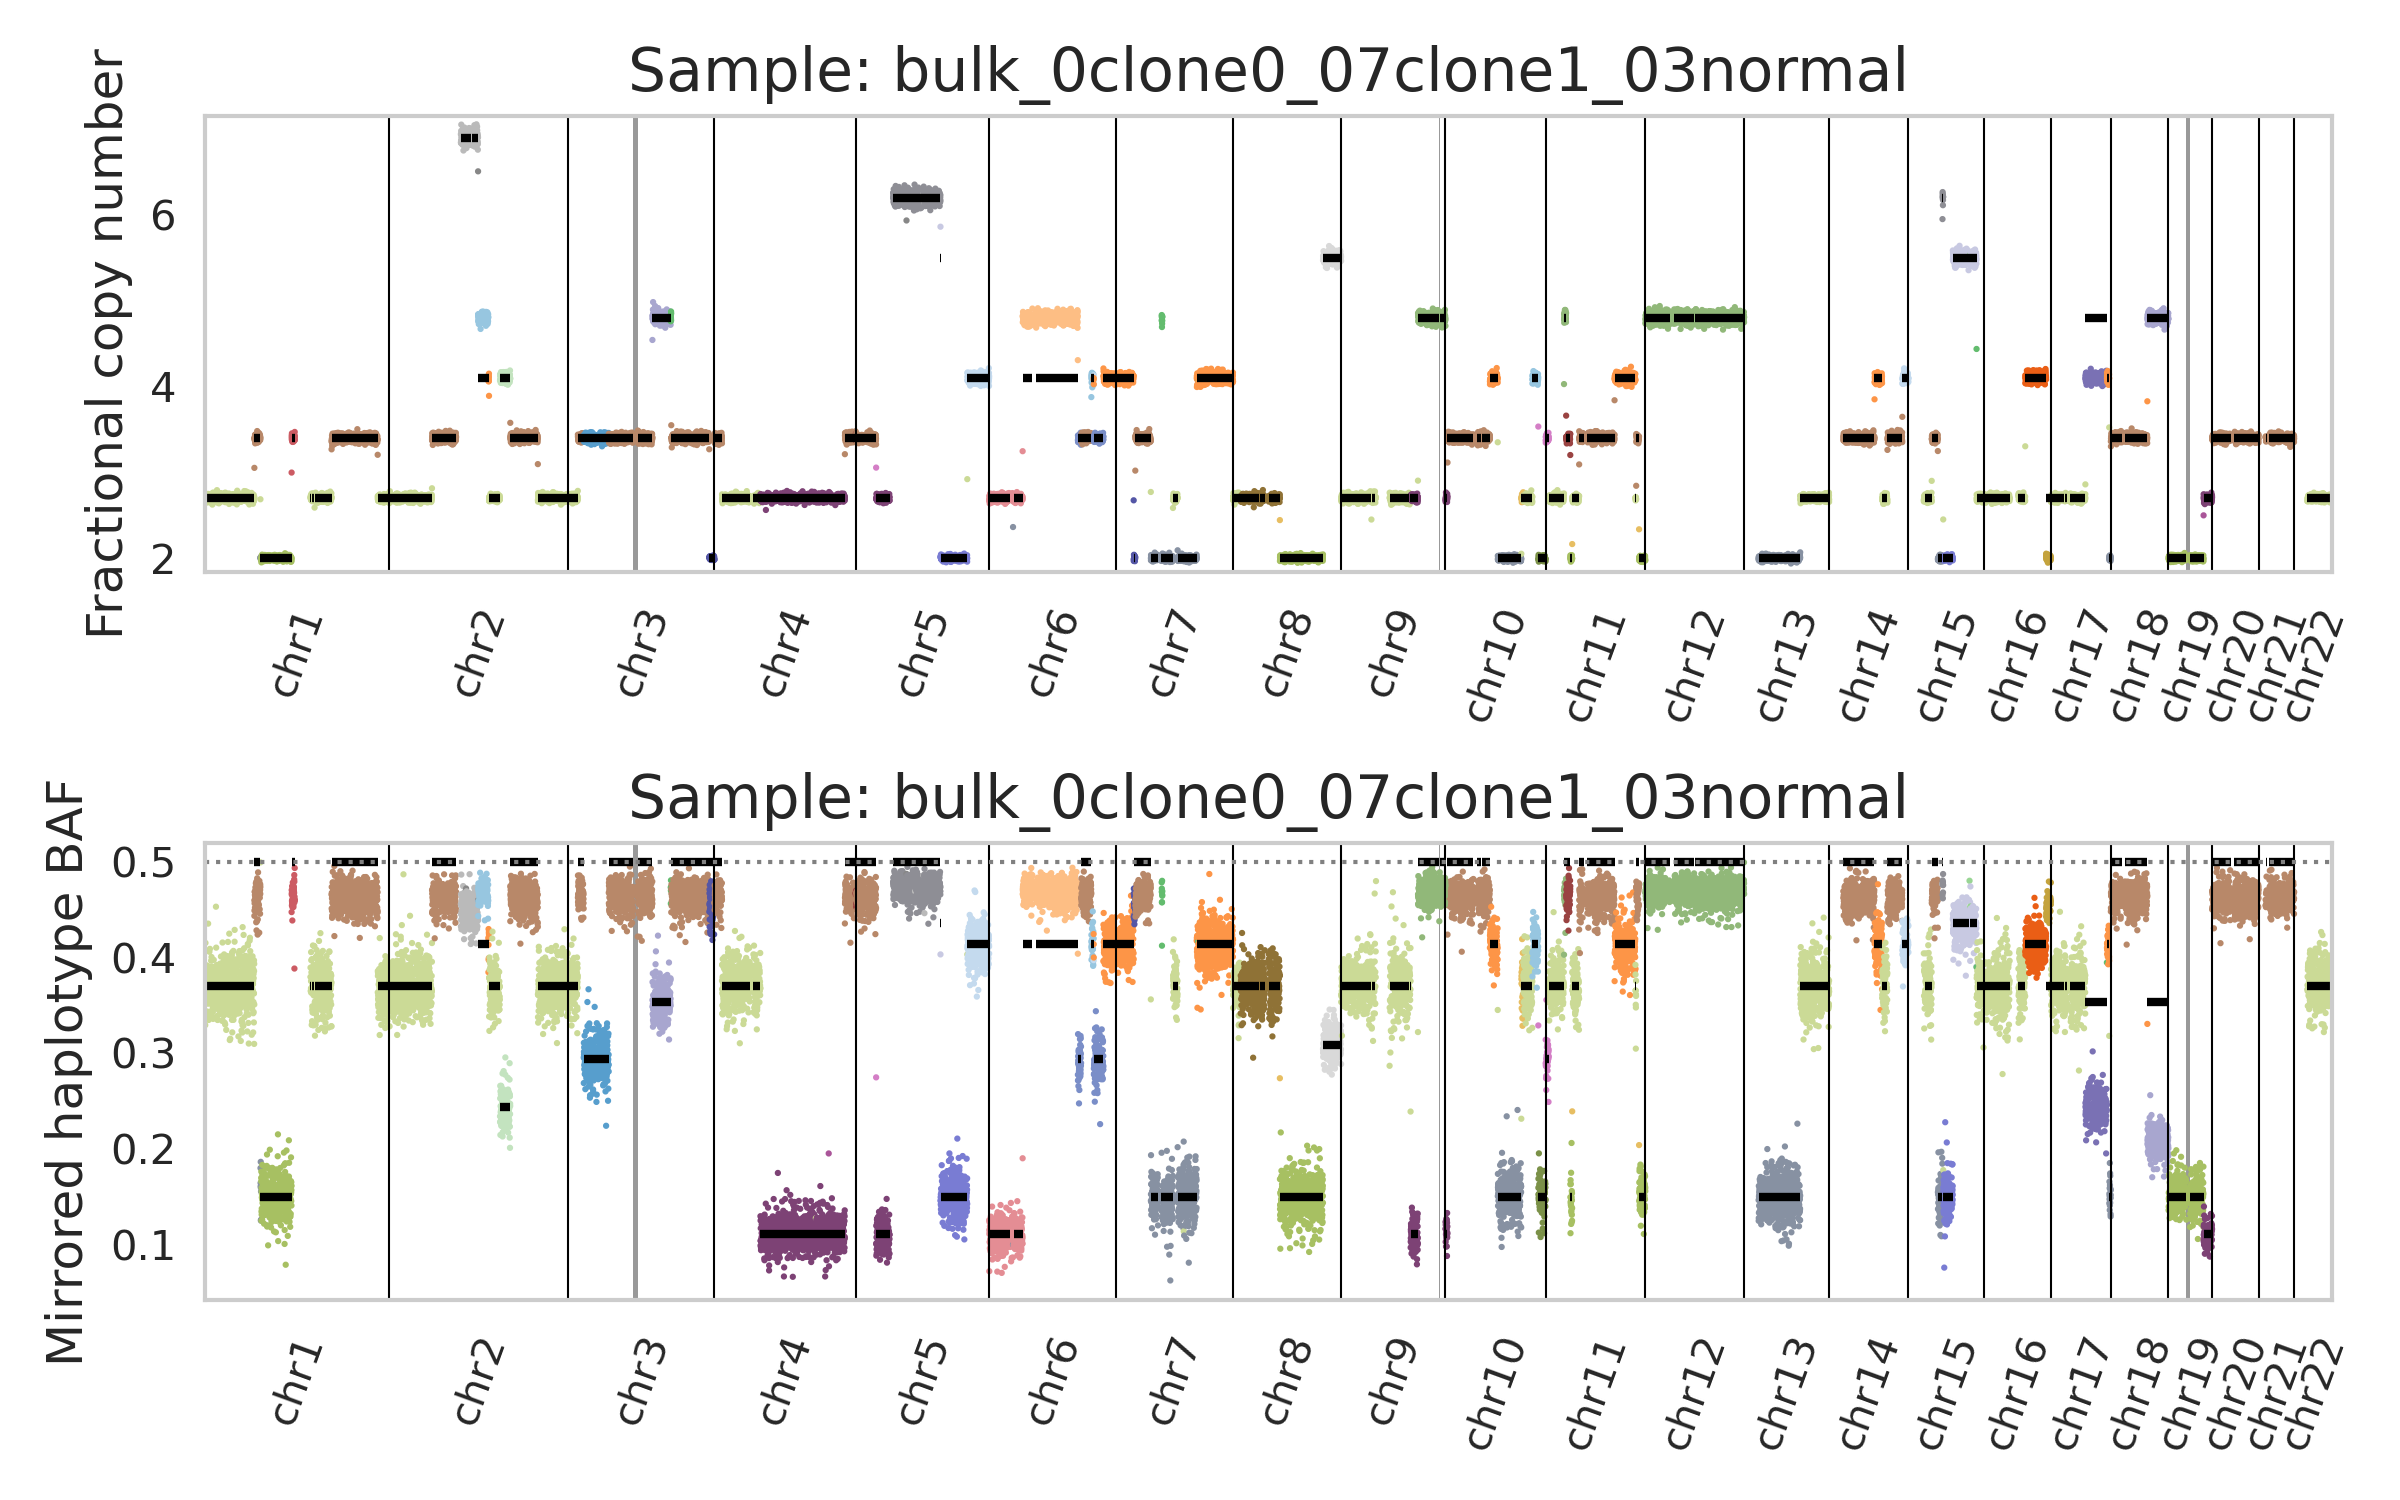 Sample: bulk_0clone0_07clone1_03normal
Fractional copy number
6
4
2
chr1 chr2 chr3 chr4 chr5 chr6 chr7 chr8 chr9 chr10 chr11 chr12 chr13 chr14 chr15 chr16 chr17 chr18 chr19 chr20 chr21 chr22
Sample: bulk_0clone0_07clone1_03normal
Mirrored haplotype BAF
0.5
0.4
0.3
0.2
0.1
chr1 chr2 chr3 chr4 chr5 chr6 chr7 chr8 chr9 chr10 chr11 chr12 chr13 chr14 chr15 chr16 chr17 chr18 chr19 chr20 chr21 chr22